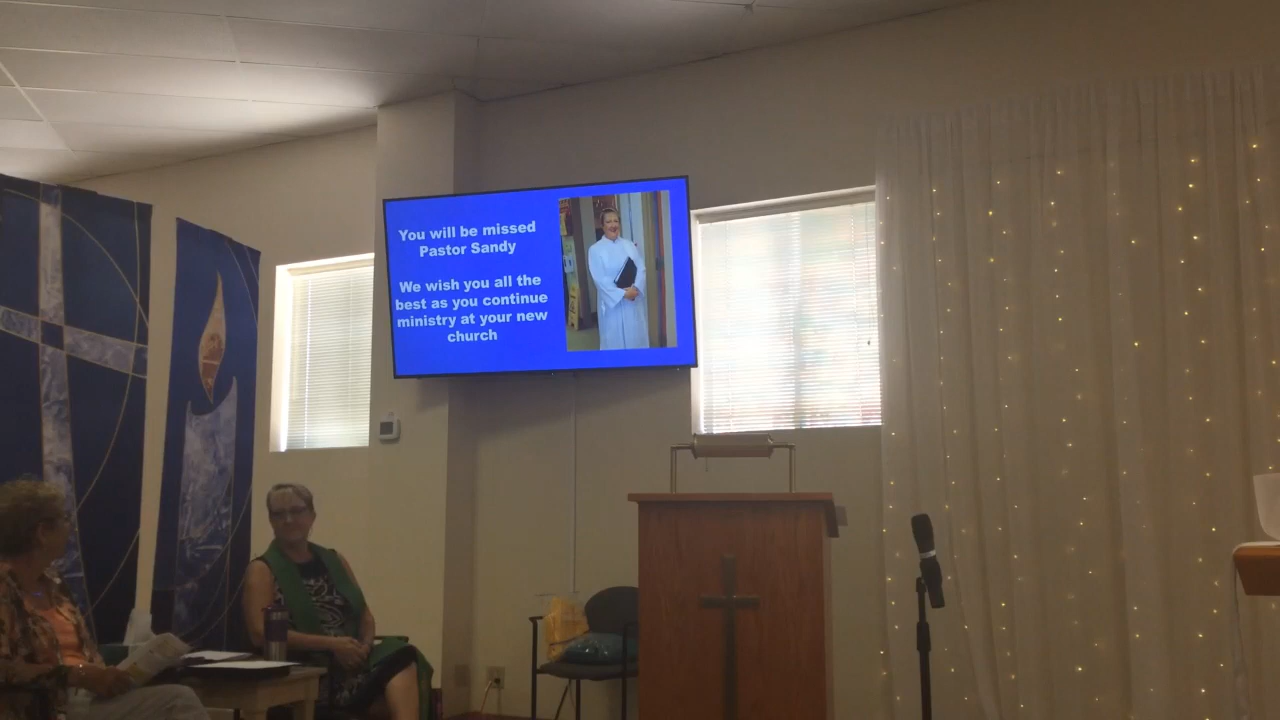 You will be missed
Pastor Sandy
We wish you all the
best as you continue
ministry at your new
church